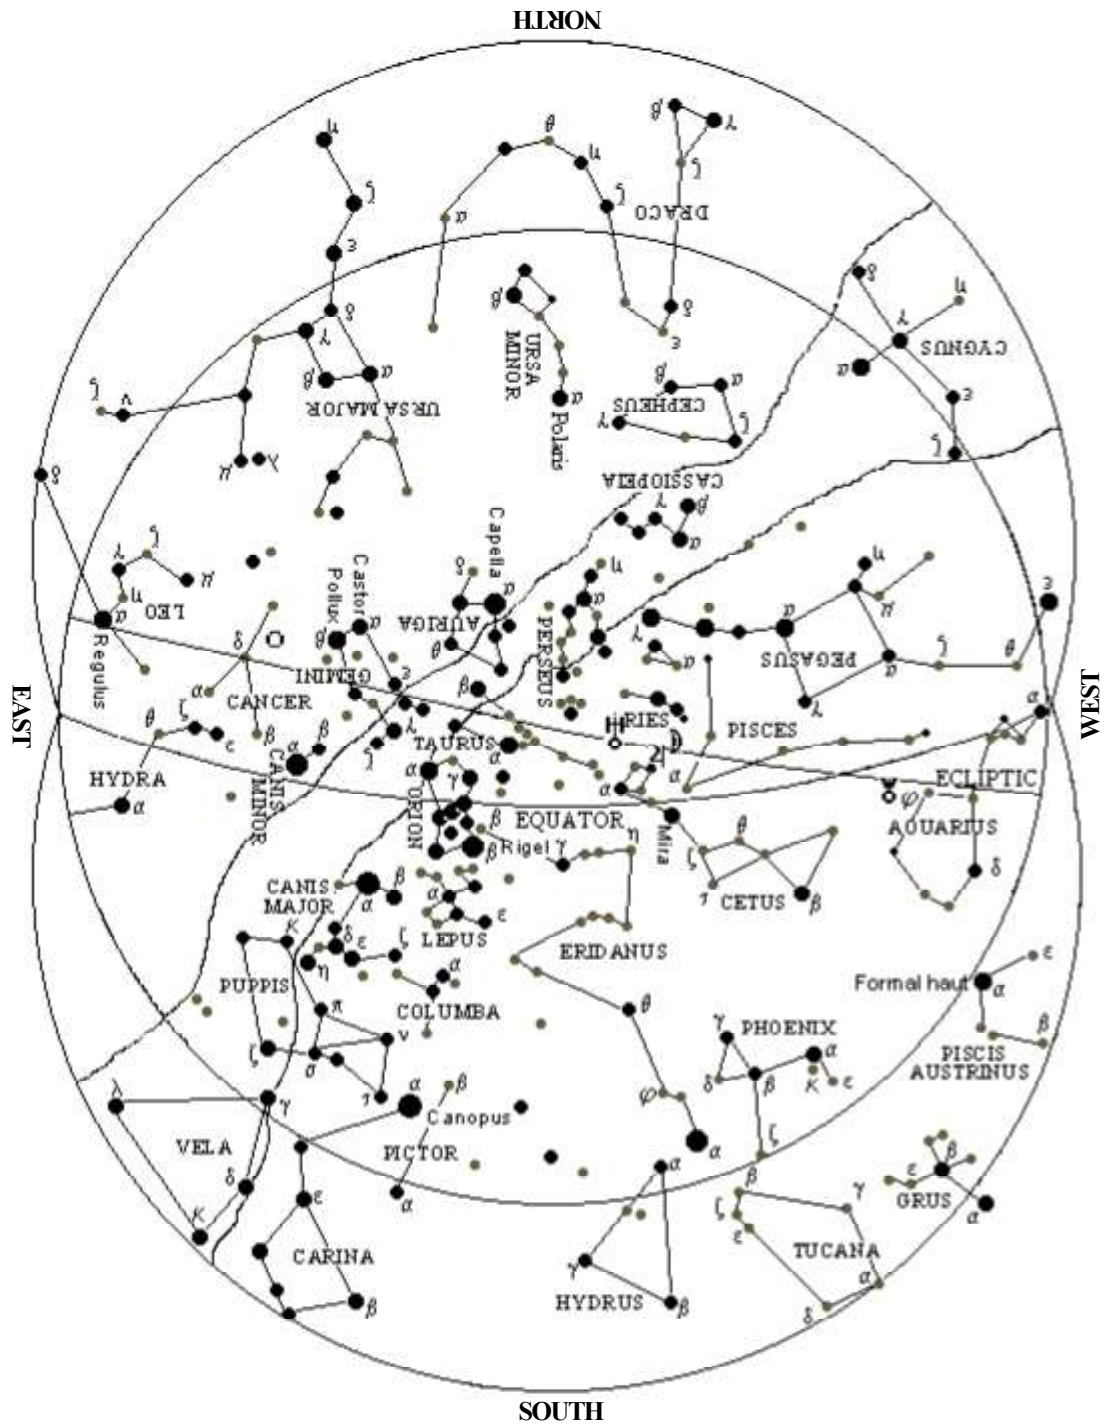 NORTH
β
γ
η
θ
η
ζ
ζ
ζ
α
DRACO
ε
δ
δ
β
δ
η
γ
γ
ε
CYGNUS
URSA MINOR
α
α
β
β
α
CEPHEUS
ε
ζ
ν
URSA MAJOR
α
Polaris
γ
ζ
ζ
μ
λ
δ
CASSIOPEIA
γ
β
Capella
α
ζ
γ
μ
η
η
LEO
α
Regulus
Castor
Pollux
α
β
δ
α
AURIGA
θ
α
PERSEUS
γ
α
μ
ε
PEGASUS
α
ζ
θ
δ
GEMINI
ε
α
γ
α
CANCER
β
β
RIES
PISCES
α
EAST
WEST
θ
ζ
ε
α
β
γ
ζ
TAURUS
α
HYDRA
α
CANIS MINOR
α
γ
ORION
α
α
ECLIPTIC
φ
AOUARIUS
EQUATOR
β
β
Rigel
γ
η
Mira
ζ
θ
τ
CETUS
β
δ
CANIS
MAJOR
α
β
α
LEPUS
ε
κ
δ
ε
ζ
η
ERIDANUS
PUPPIS
α
COLUMBA
Formal haut
α
ε
π
ν
θ
γ
PHOENIX
α
β
ζ
σ
δ
β
κ
ε
PISCIS
AUSTRINUS
λ
γ
τ
α
β
Canopus
φ
VELA
PICTOR
α
ζ
α
β
δ
ε
α
β
γ
ε
GRUS
α
κ
ζ
ε
CARINA
TUCANA
γ
α
HYDRUS
β
β
δ
SOUTH